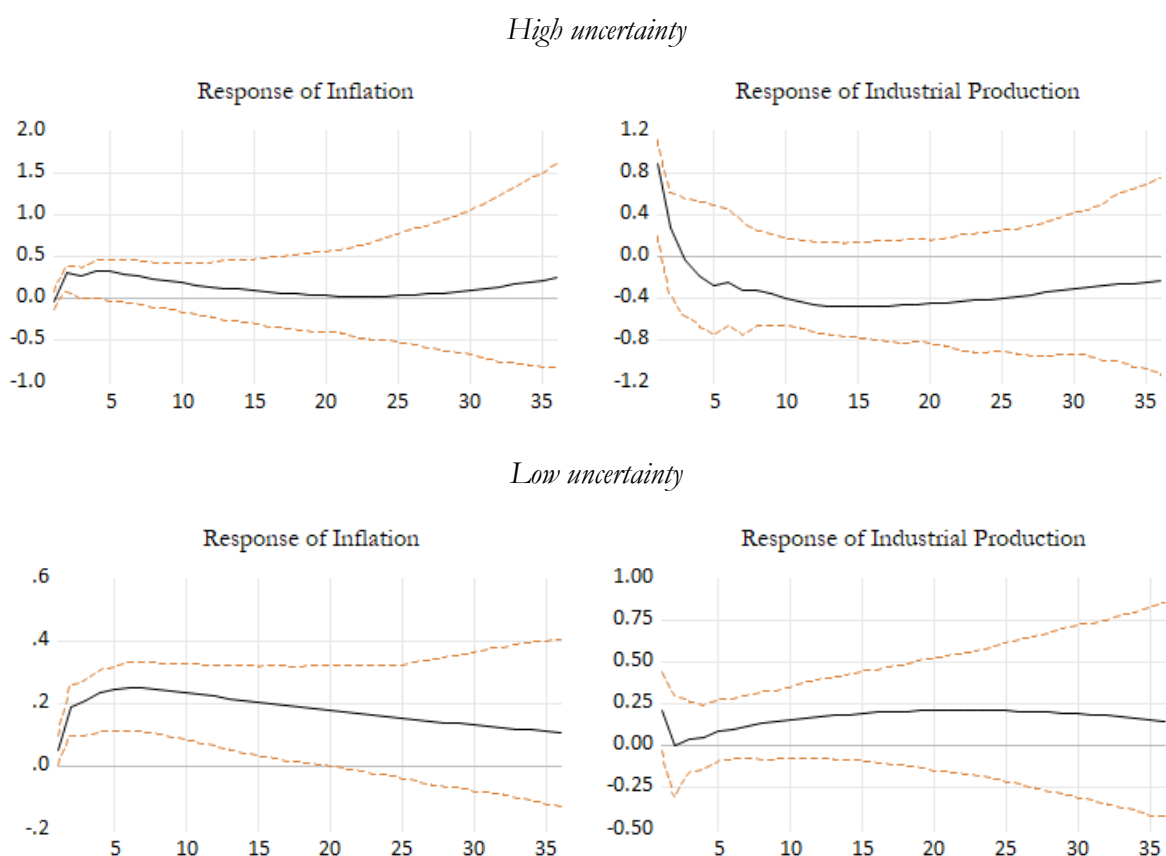 High uncertainty
Response of Inflation
2.0
1.5
1.0
0.5
0.0
-0.5
-1.0
5 10 15 20 25 30 35
Response of Industrial Production
1.2
0.8
0.4
0.0
-0.4
-0.8
-1.2
5 10 15 20 25 30 35
Low uncertainty
Response of Inflation
.6
.4
.2
.0
-.2
5 10 15 20 25 30 35
Response of Industrial Production
1.00
0.75
0.50
0.25
0.00
-0.25
-0.50
5 10 15 20 25 30 35